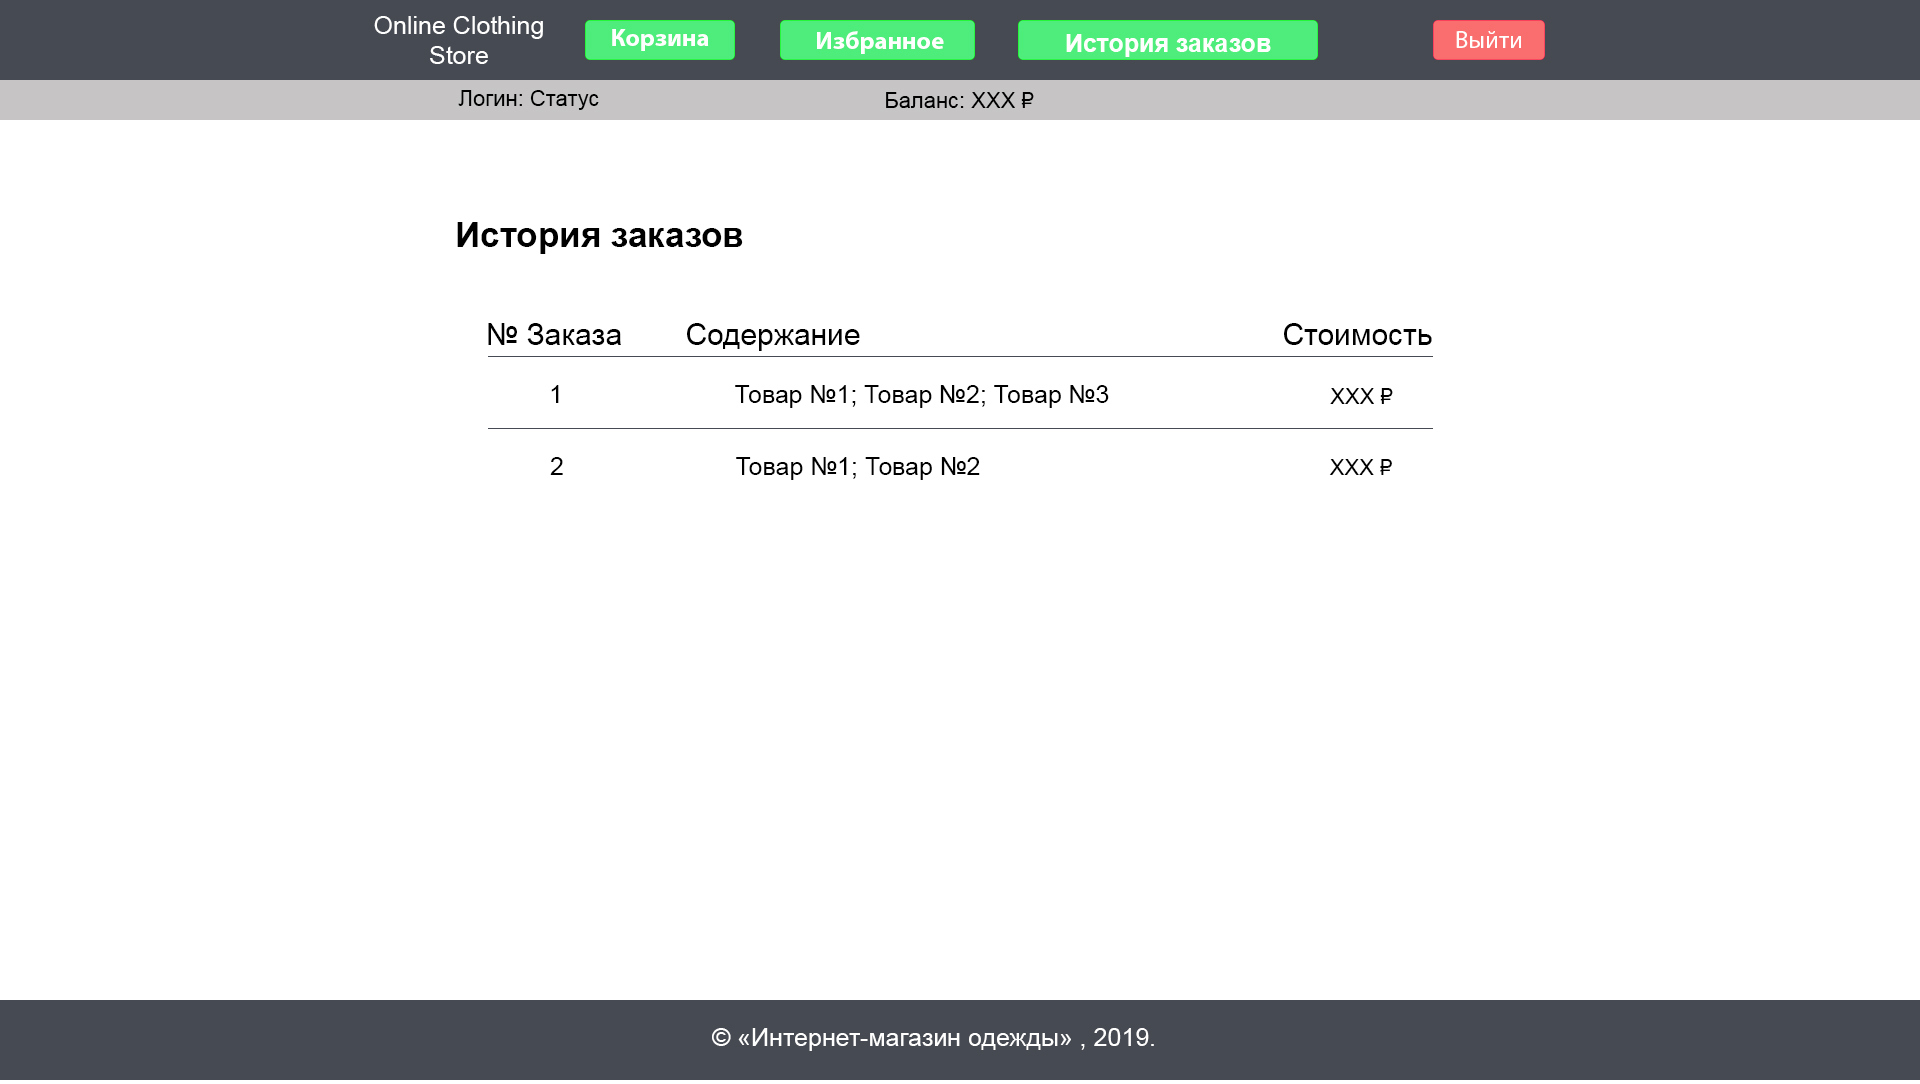 Online Clothing
Store
Корзина
Избранное
История заказов
Выйти
Логин: Статус
Баланс: XXX ₽
История заказов
№ Заказа
Содержание
Стоимость
1
Товар №1; Товар №2; Товар №3
XXX ₽
2
Товар №1; Товар №2
XXX ₽
© «Интернет-магазин одежды» , 2019.